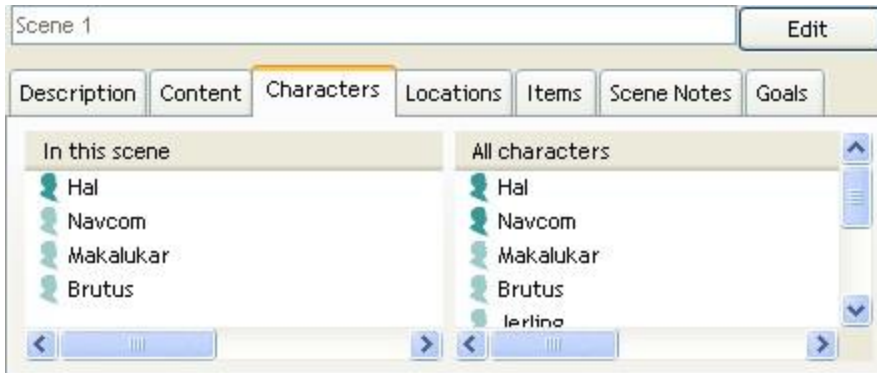 Scene 1
Edit
Description Content Characters Locations Items Scene Notes Goals
In this scene
Hal
Navcom
Makalukar
Brutus
All characters
Hal
Navcom
Makalukar
Brutus
Jerling